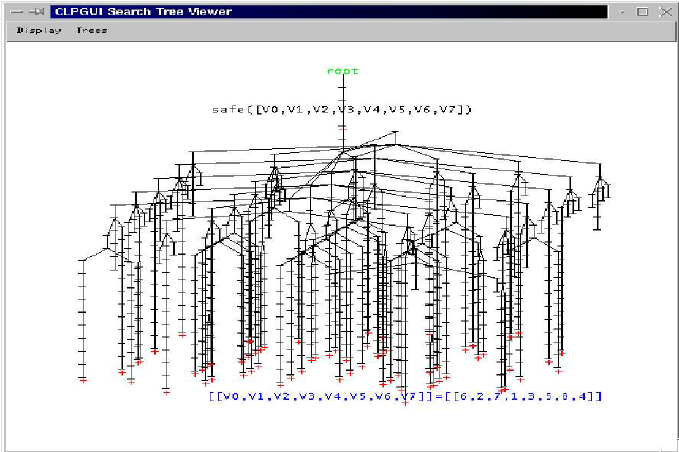 CLPGUI Search Tree Viewer
Display Trees
root
safe([[V0,V1,V2,V3,V4,V5,V6,V7])
[[V0,V1,V2,V3,V4,V5,V6,V7]]=[[6,2,7,1,3,5,8,4]]